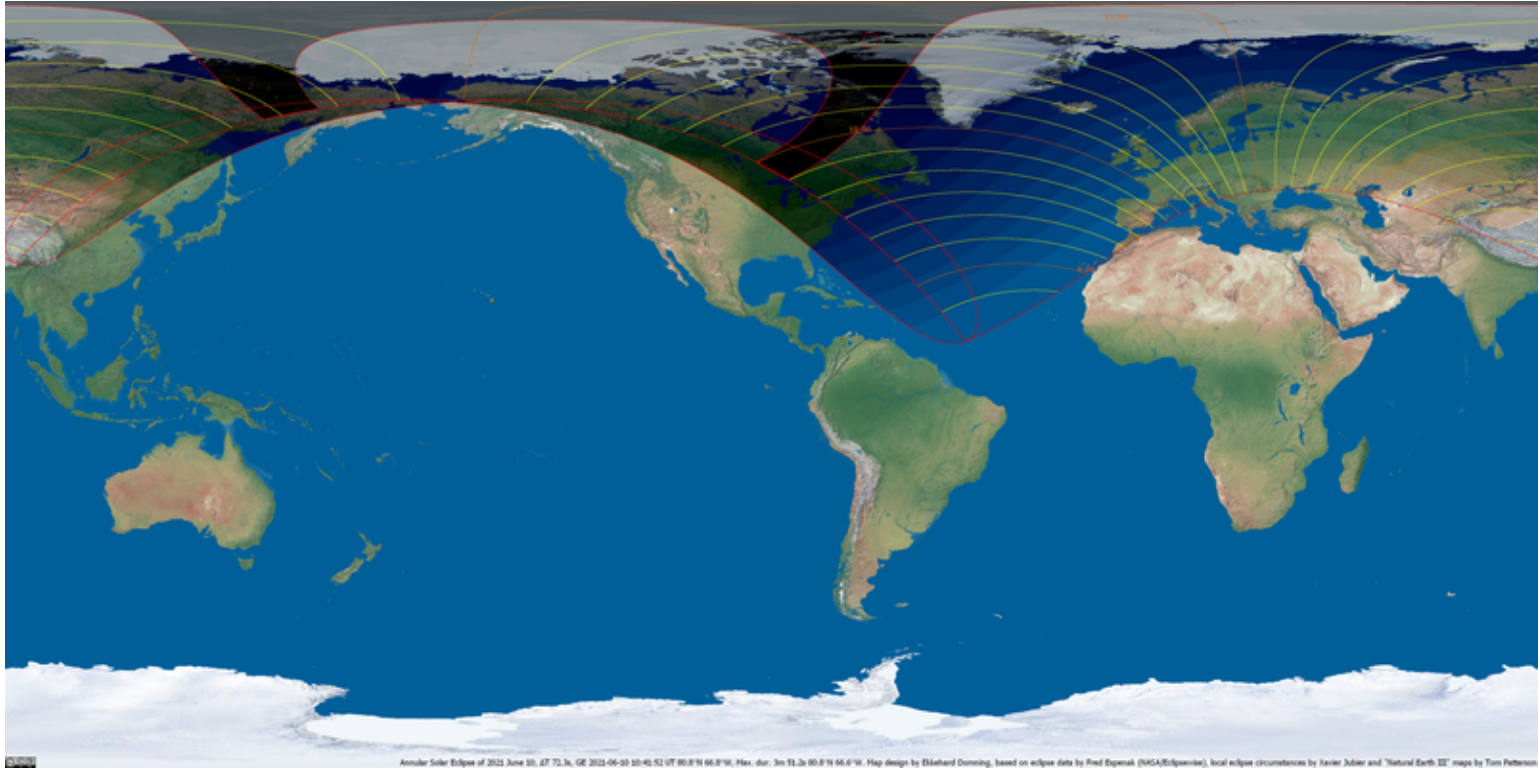 Annular Solar Eclipse of 2021 June 10, ΔT 72.3s, GE 2021-06-10 10:41:52 UT 80.8°N 66.8°W, Max. dur: 3m 51.2s 80.8°N 66.6°W. Map design by Ekkehard Domning, based on eclipse data by Fred Espenak (NASA/Eclipsewise), local eclipse circumstances by Xavier Jubier and "Natural Earth III" maps by Tom Patterson